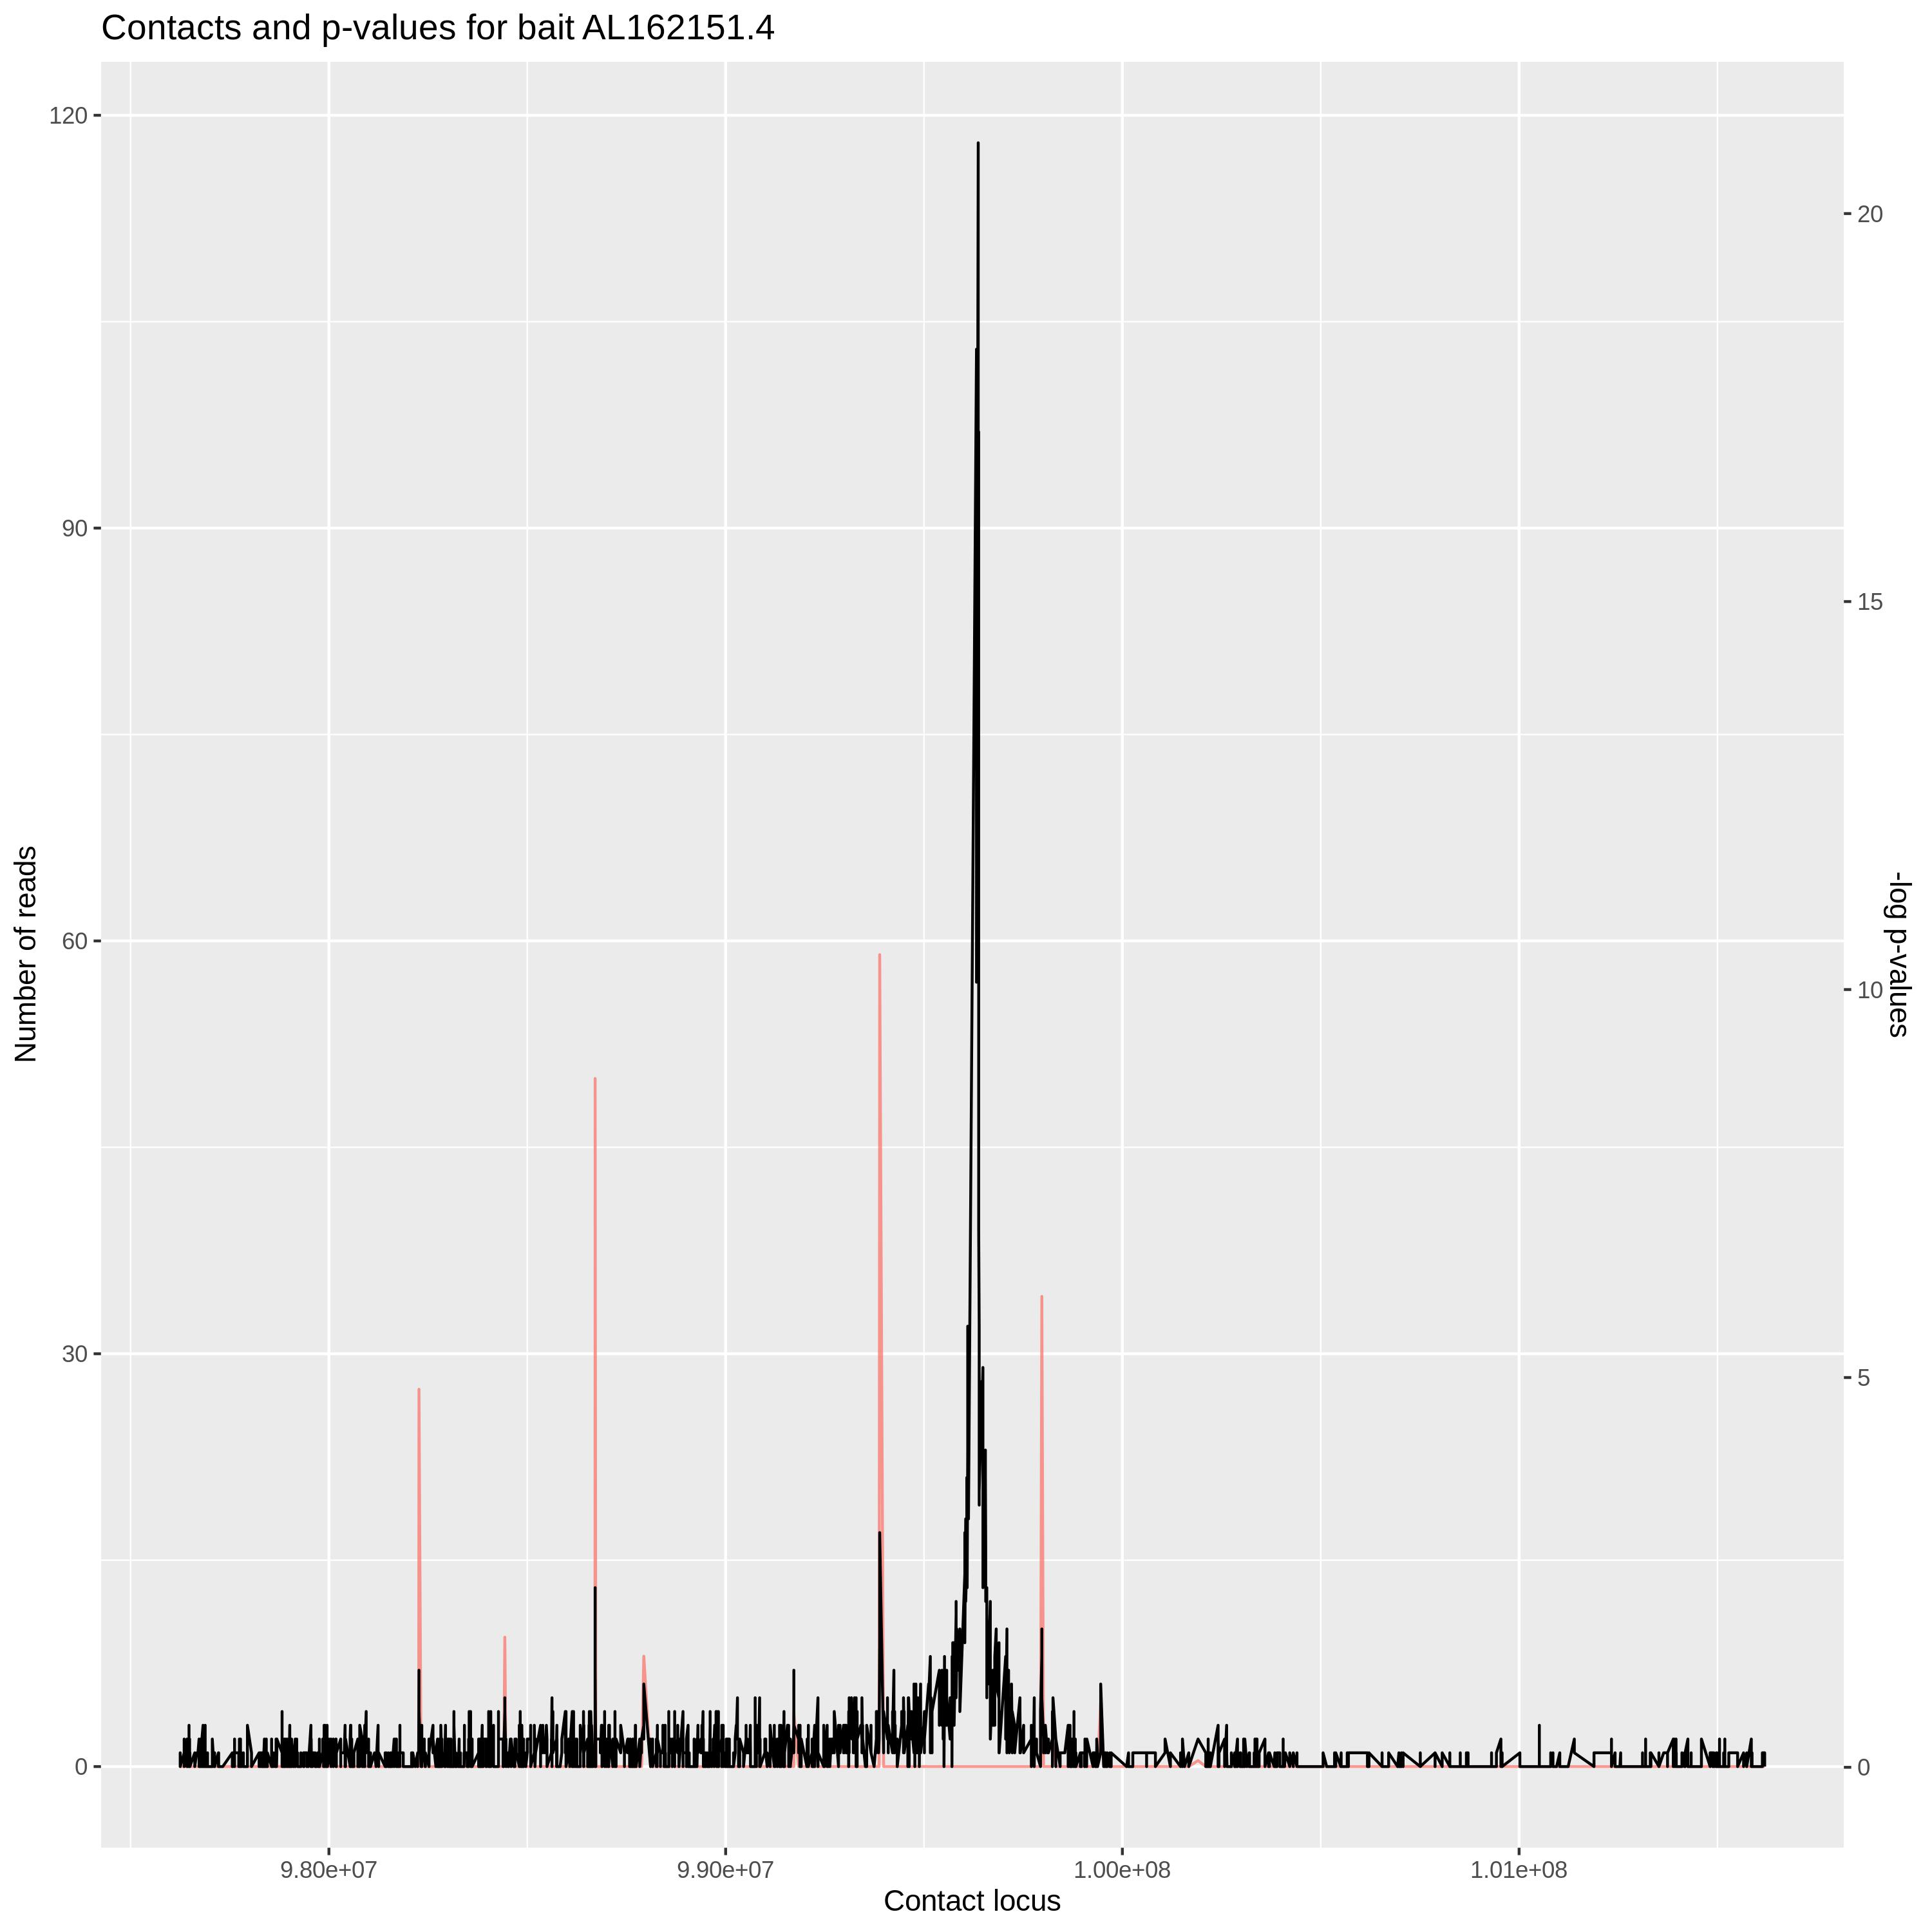 Contacts and p-values for bait AL162151.4
120
90
60
30
0
Number of reads
20
15
10
5
0
-log p-values
9.80e+07
9.90e+07
1.00e+08
1.01e+08
Contact locus